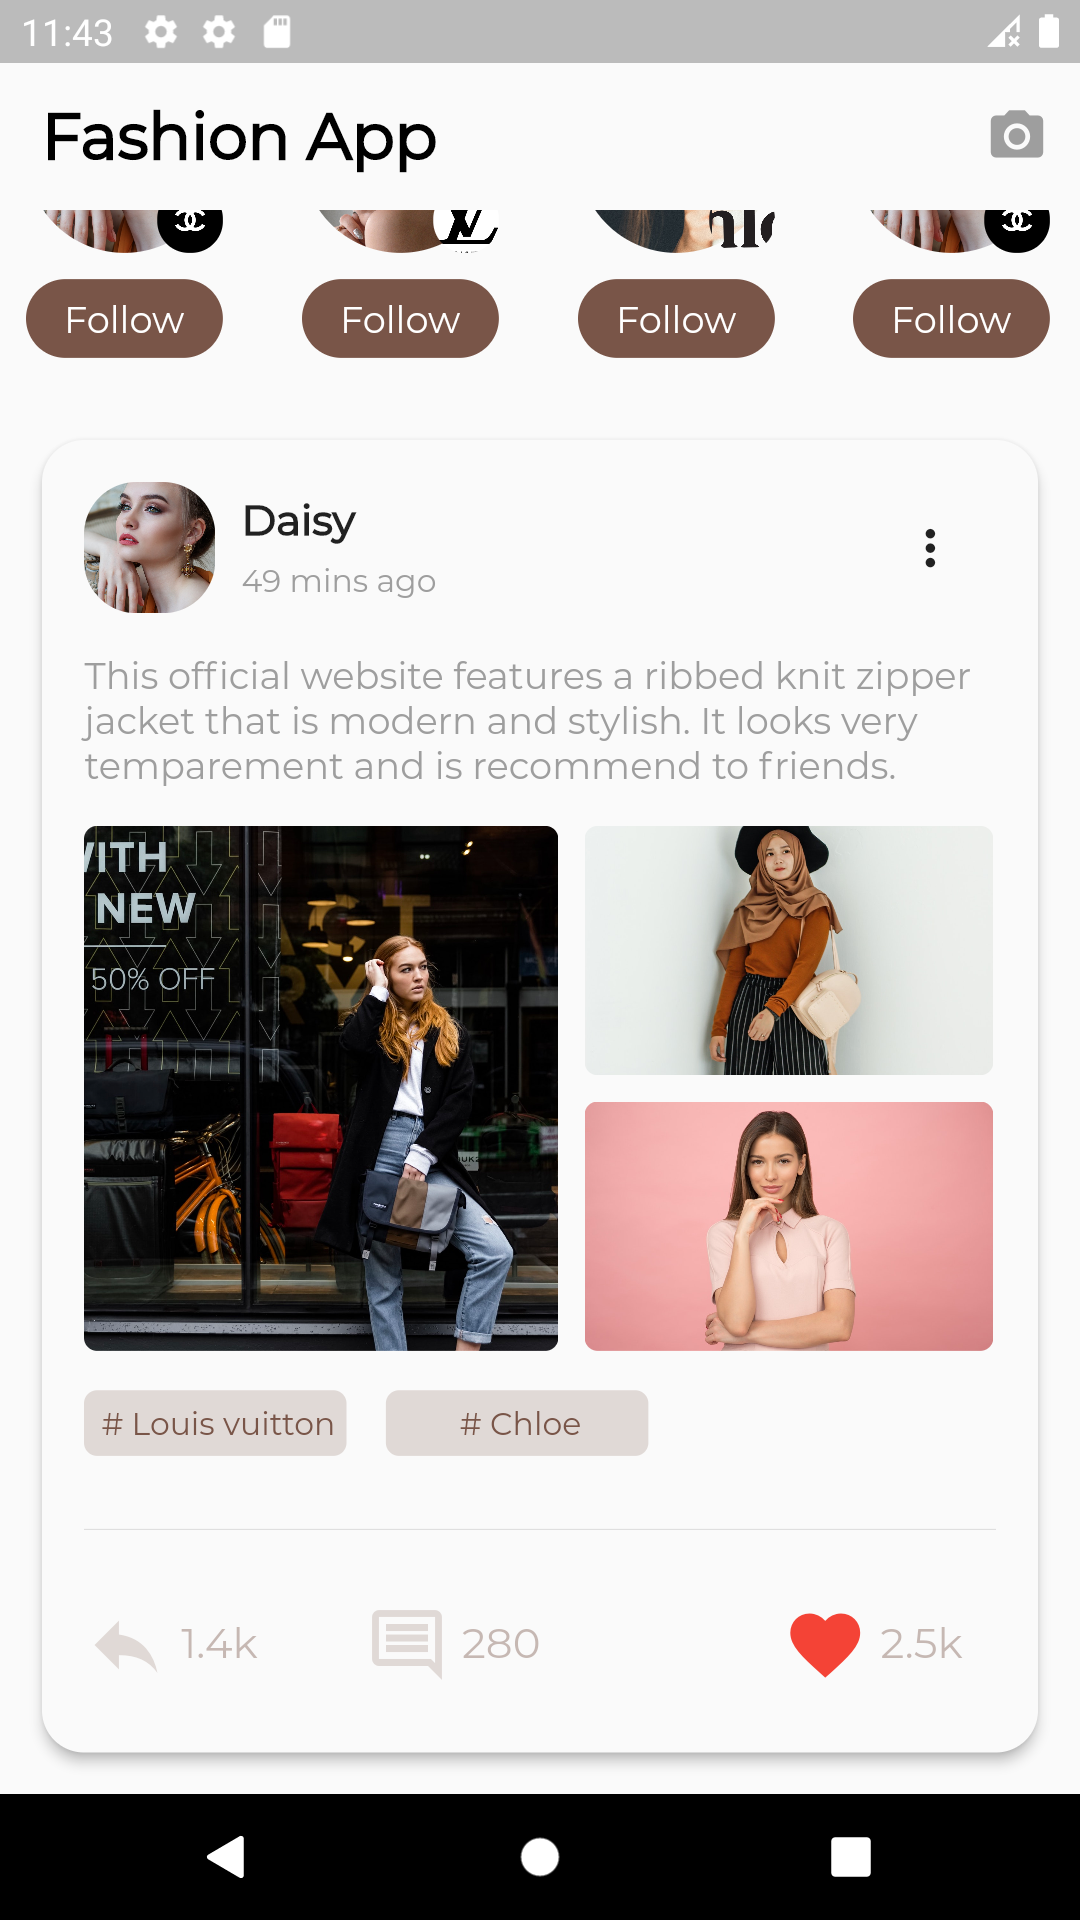 11:43
Fashion App
Follow
Follow
Follow
Follow
Daisy
49 mins ago
This official website features a ribbed knit zipper
jacket that is modern and stylish. It looks very
temparement and is recommend to friends.
WITH
NEW
50% OFF
# Louis vuitton
# Chloe
1.4k
280
2.5k